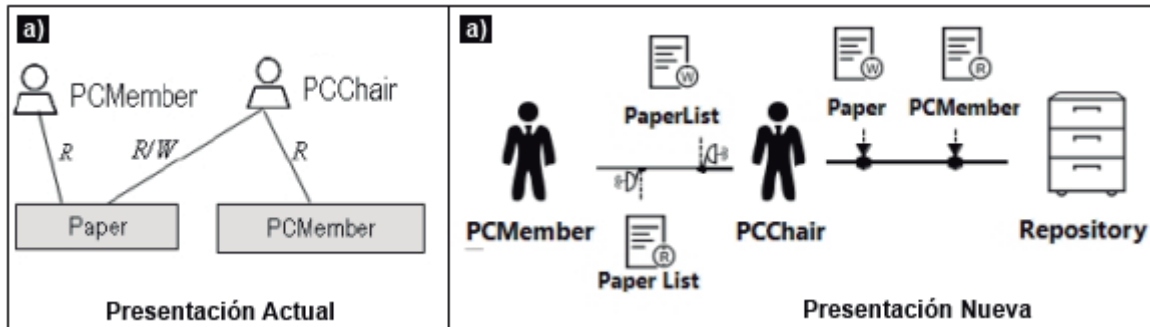 a)
PCMember
PCChair
R
R/W
R
Paper
PCMember
Presentación Actual
a)
W
PaperList
R
Paper List
PCMember
PCChair
W
Paper
R
PCMember
Repository
Presentación Nueva